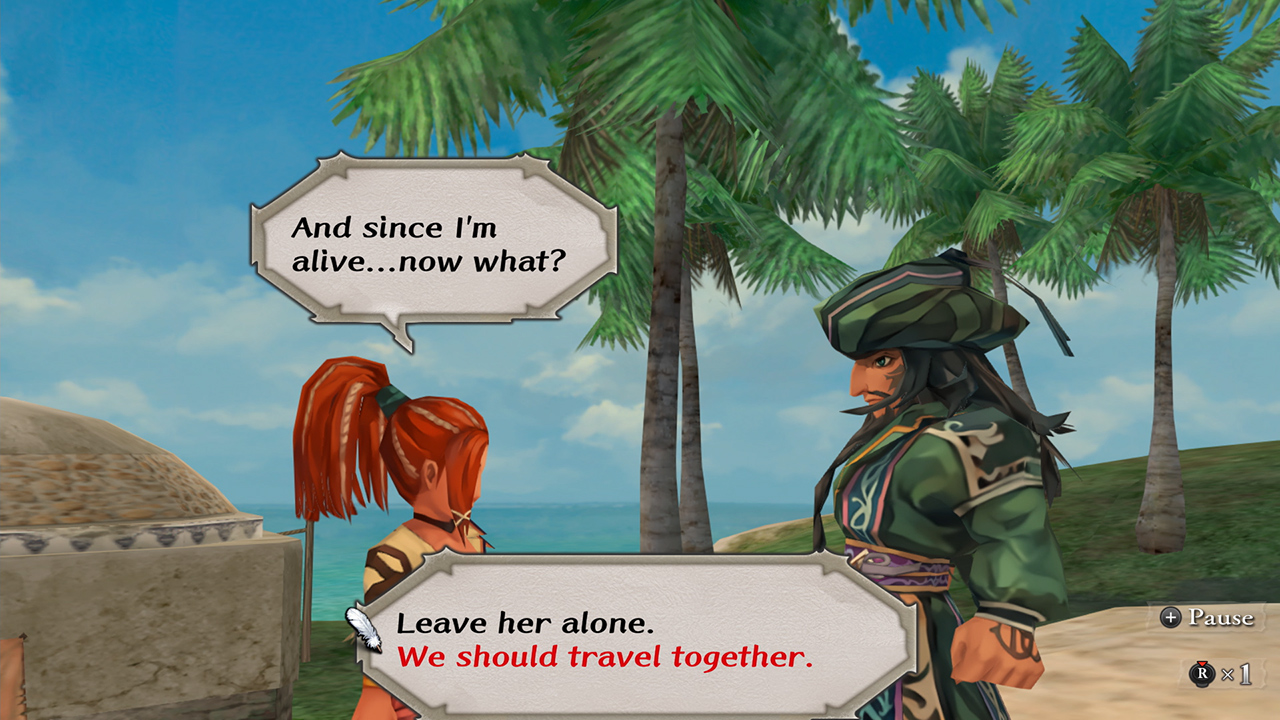 And since I'm
alive...now what?
Leave her alone.
We should travel together.
+ Pause
R × 1